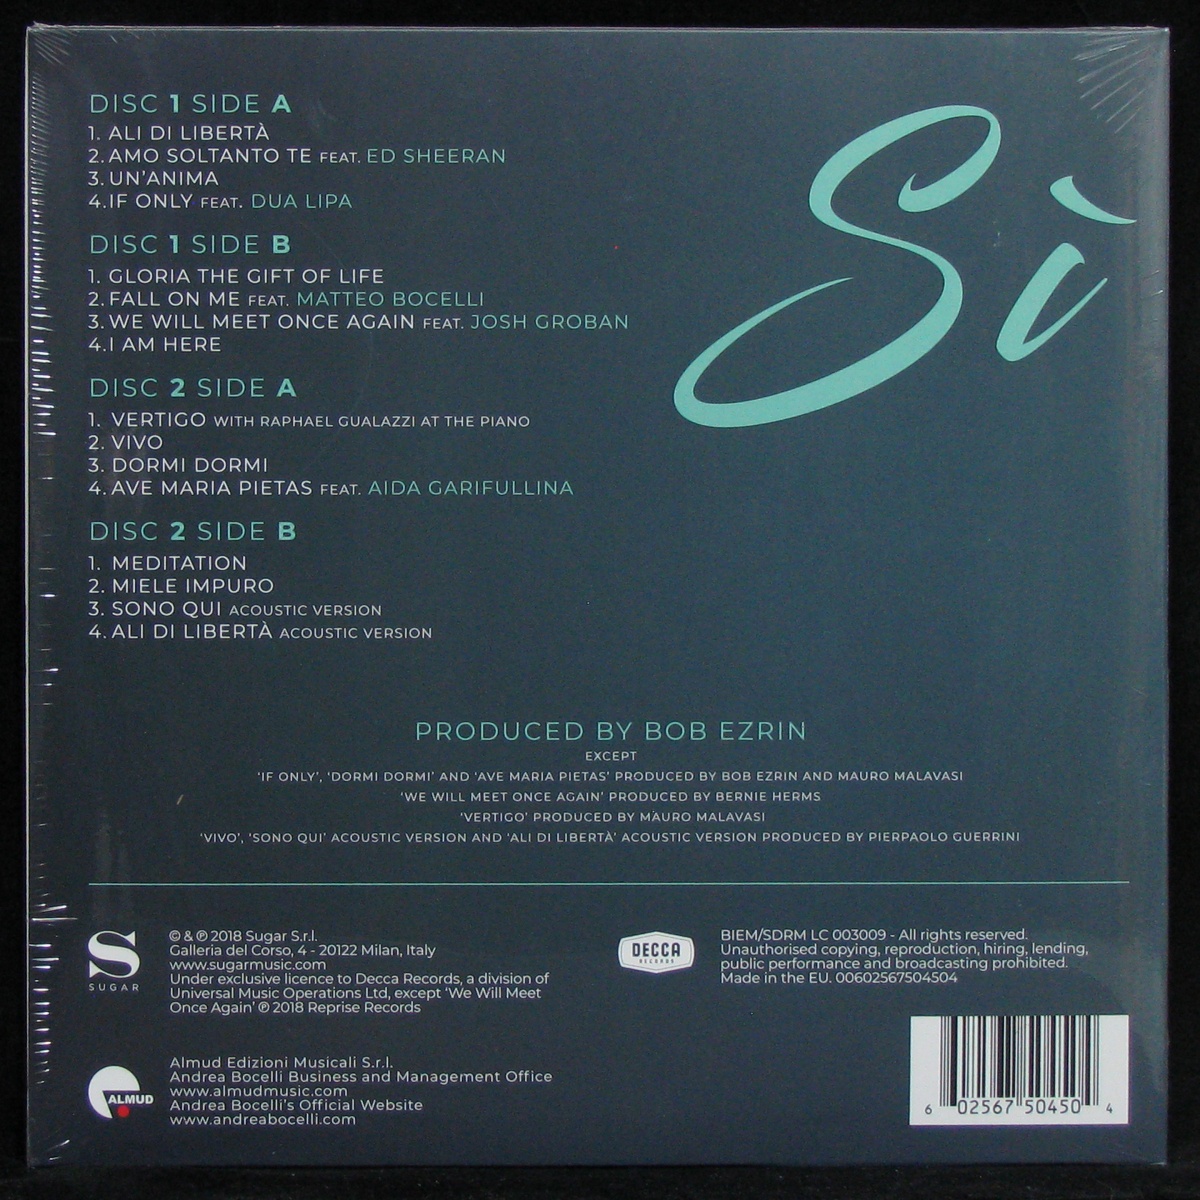 DISC 1 SIDE A
1. ALI DI LIBERTÀ
2. AMO SOLTANTO TE FEAT. ED SHEERAN
3. UN'ANIMA
4. IF ONLY FEAT. DUA LIPA
DISC 1 SIDE B
1. GLORIA THE GIFT OF LIFE
2. FALL ON ME FEAT. MATTEO BOCELLI
3. WE WILL MEET ONCE AGAIN FEAT. JOSH GROBAN
4. I AM HERE
DISC 2 SIDE A
1. VERTIGO WITH RAPHAEL GUALAZZI AT THE PIANO
2. VIVO
3. DORMI DORMI
4. AVE MARIA PIETAS FEAT. AIDA GARIFULLINA
DISC 2 SIDE B
1. MEDITATION
2. MIELE IMPURO
3. SONO QUI ACOUSTIC VERSION
4. ALI DI LIBERTÀ ACOUSTIC VERSION
Sì
PRODUCED BY BOB EZRIN
EXCEPT
'IF ONLY', 'DORMI DORMI' AND 'AVE MARIA PIETAS' PRODUCED BY BOB EZRIN AND MAURO MALAVASI
'WE WILL MEET ONCE AGAIN' PRODUCED BY BERNIE HERMS
'VERTIGO' PRODUCED BY MAURO MALAVASI
'VIVO', 'SONO QUI' ACOUSTIC VERSION AND 'ALI DI LIBERTÀ' ACOUSTIC VERSION PRODUCED BY PIERPAOLO GUERRINI
S
SUGAR
© & ℗ 2018 Sugar S.r.l.
Galleria del Corso, 4 - 20122 Milan, Italy
www.sugarmusic.com
Under exclusive licence to Decca Records, a division of
Universal Music Operations Ltd, except 'We Will Meet
Once Again' ℗ 2018 Reprise Records
DECCA
RECORDS
BIEM/SDRM LC 003009 - All rights reserved.
Unauthorised copying, reproduction, hiring, lending,
public performance and broadcasting prohibited.
Made in the EU. 00602567504504
ALMUD
Almud Edizioni Musicali S.r.l.
Andrea Bocelli Business and Management Office
www.almudmusic.com
Andrea Bocelli's Official Website
www.andreabocelli.com
6 02567 50450 4